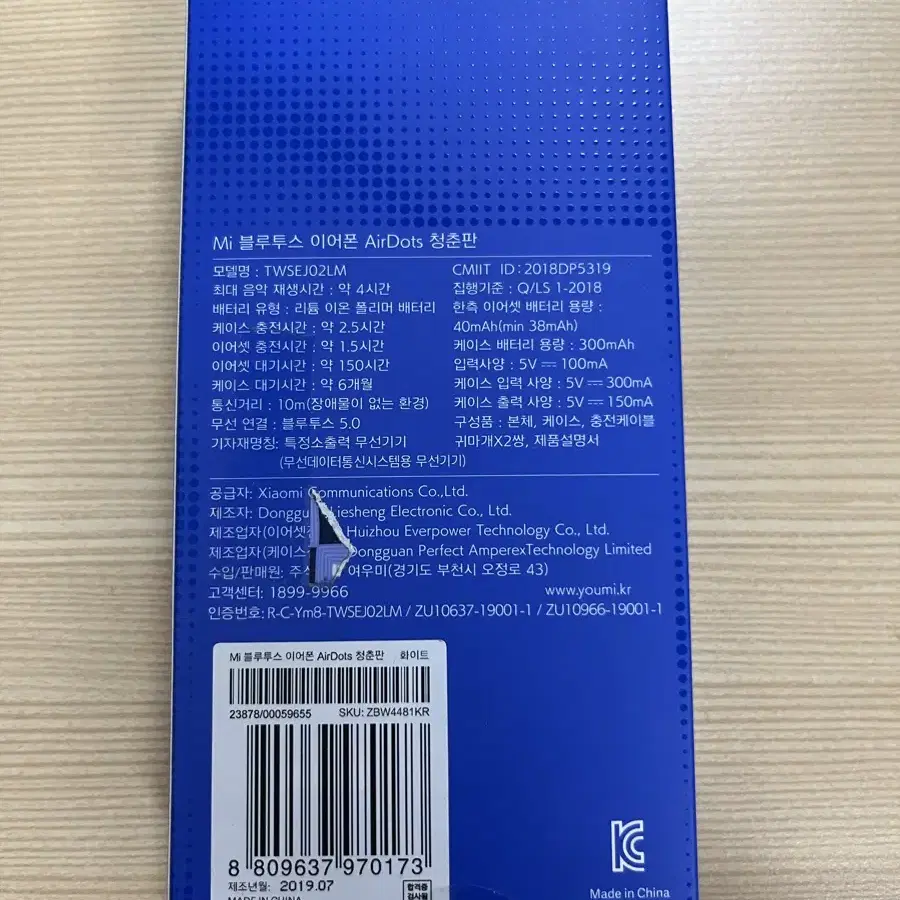 Mi 블루투스 이어폰 AirDots 청춘판
모델명 : TWSEJ02LM
최대 음악 재생시간 : 약 4시간
배터리 유형 : 리튬 이온 폴리머 배터리
케이스 충전시간 : 약 2.5시간
이어셋 충전시간 : 약 1.5시간
이어셋 대기시간 : 약 150시간
케이스 대기시간 : 약 6개월
통신거리 : 10m(장애물이 없는 환경)
무선 연결 : 블루투스 5.0
기자재명칭: 특정소출력 무선기기
(무선데이터통신시스템용 무선기기)
CMIIT ID : 2018DP5319
집행기준 : Q/LS 1-2018
한측 이어셋 배터리 용량 :
40mAh(min 38mAh)
케이스 배터리 용량 : 300mAh
입력사양 : 5V ⎓ 100mA
케이스 입력 사양 : 5V ⎓ 300mA
케이스 출력 사양 : 5V ⎓ 150mA
구성품 : 본체, 케이스, 충전케이블
귀마개X2쌍, 제품설명서
공급자: Xiaomi Communications Co.,Ltd.
제조자: Donggu Liesheng Electronic Co., Ltd.
제조업자(이어셋 Huizhou Everpower Technology Co., Ltd.
제조업자(케이스 Dongguan Perfect AmperexTechnology Limited
수입/판매원: 주식 여우미(경기도 부천시 오정로 43)
고객센터: 1899-9966 www.youmi.kr
인증번호: R-C-Ym8-TWSEJ02LM / ZU10637-19001-1 / ZU10966-19001-1
Mi 블루투스 이어폰 AirDots 청춘판 화이트
23878/00059655 SKU: ZBW4481KR
8 809637 970173
제조년월: 2019.07
합격증
검사필
MADE IN CHINA
Made in China